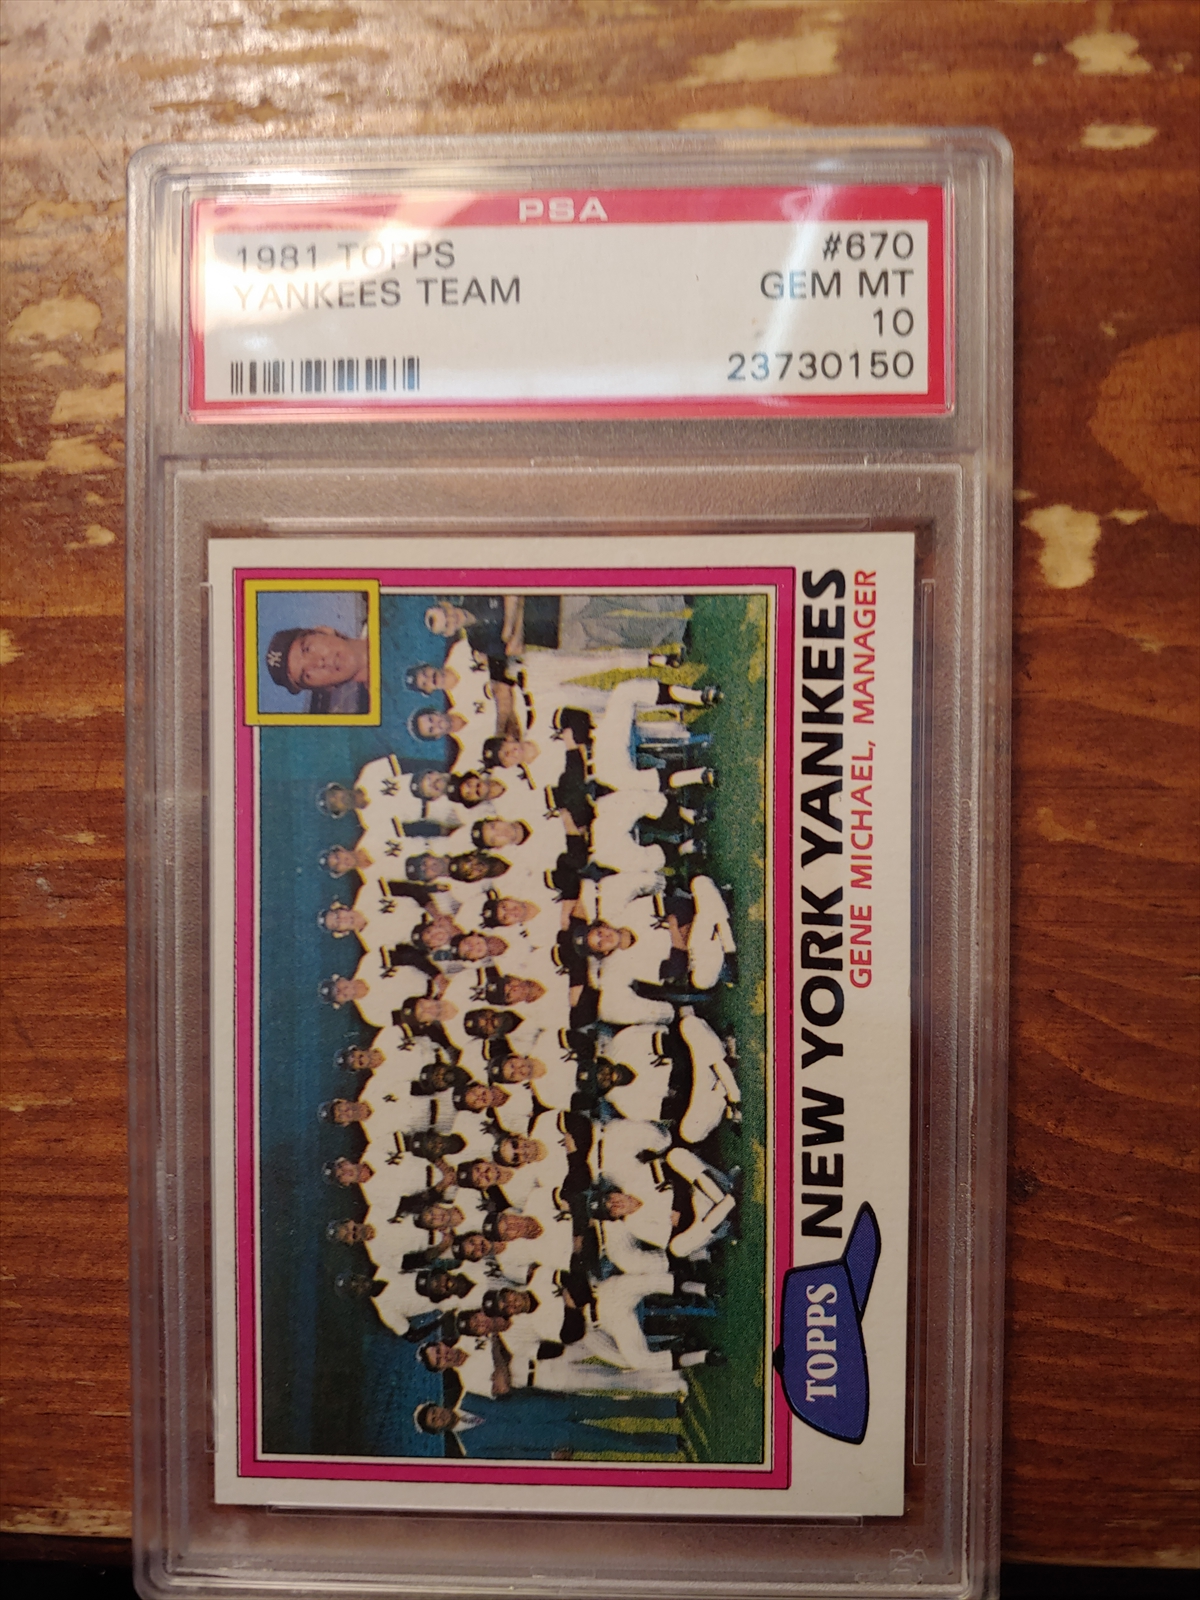 PSA
1981 TOPPS
YANKEES TEAM
#670
GEM MT
10
23730150
NEW YORK YANKEES
GENE MICHAEL, MANAGER
TOPPS